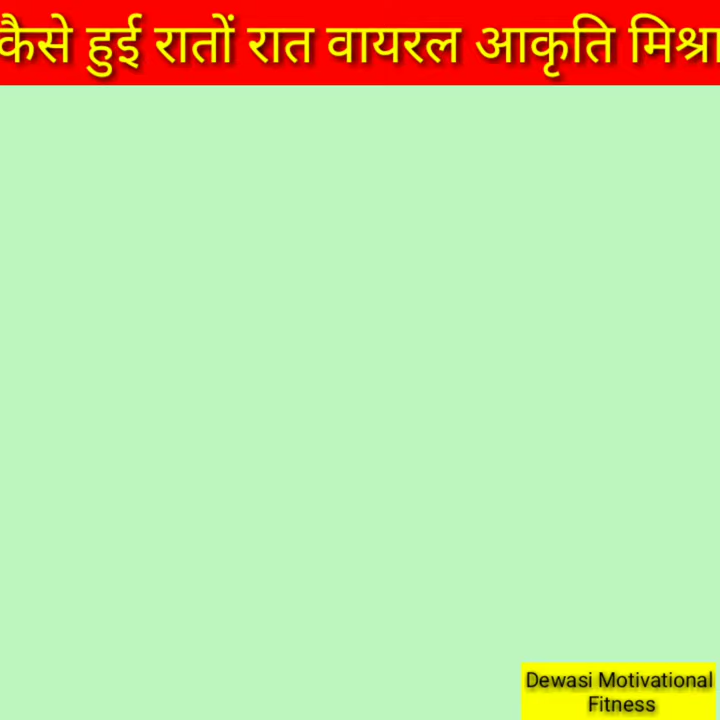 कैसे हुई रातों रात वायरल आकृति मिश्रा
Dewasi Motivational
Fitness